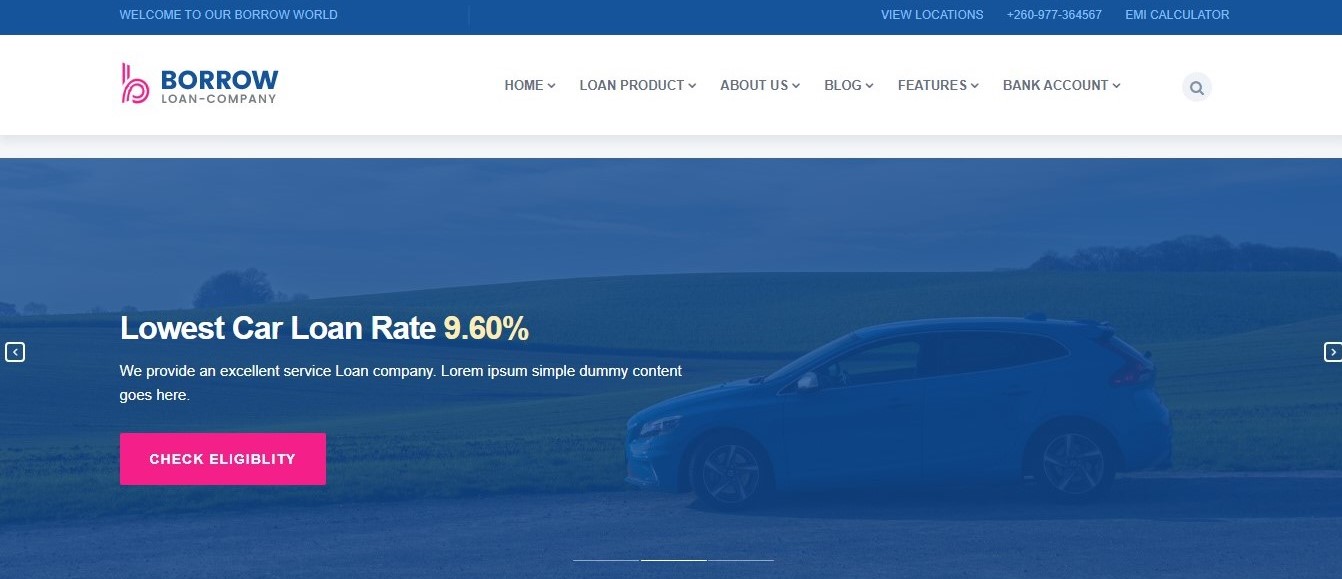 WELCOME TO OUR BORROW WORLD
VIEW LOCATIONS +260-977-364567 EMI CALCULATOR
BORROW
LOAN-COMPANY
HOME LOAN PRODUCT ABOUT US BLOG FEATURES BANK ACCOUNT
Lowest Car Loan Rate 9.60%
We provide an excellent service Loan company. Lorem ipsum simple dummy content
goes here.
CHECK ELIGIBLITY